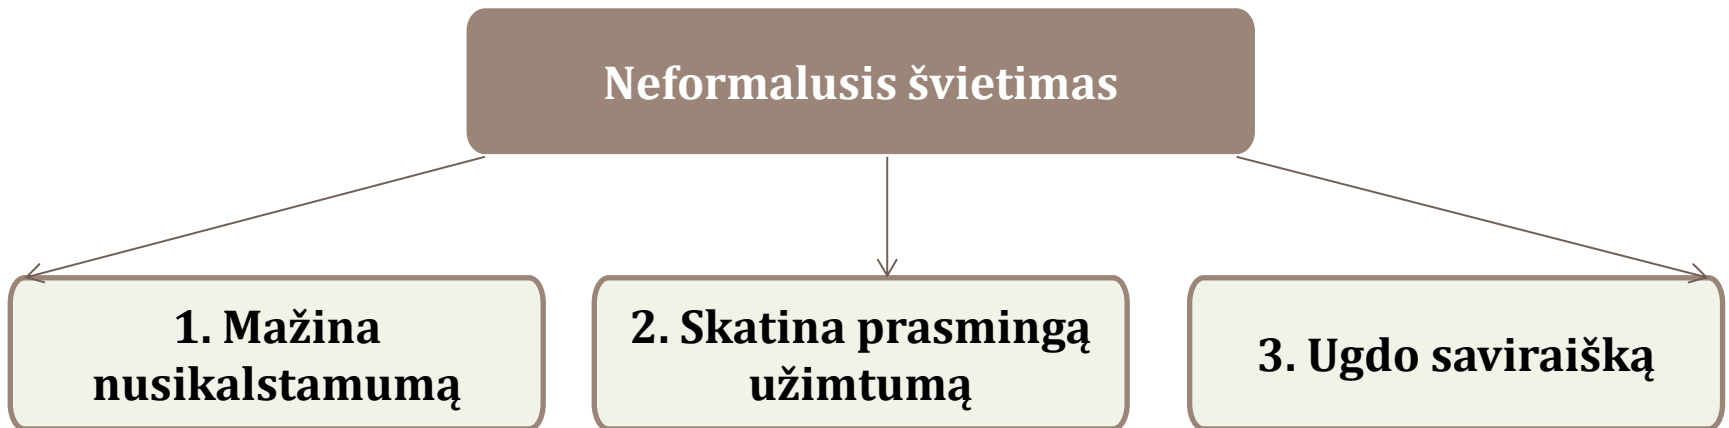 Neformalusis švietimas
1. Mažina
nusikalstamumą
2. Skatina prasmingą
užimtumą
3. Ugdo saviraišką